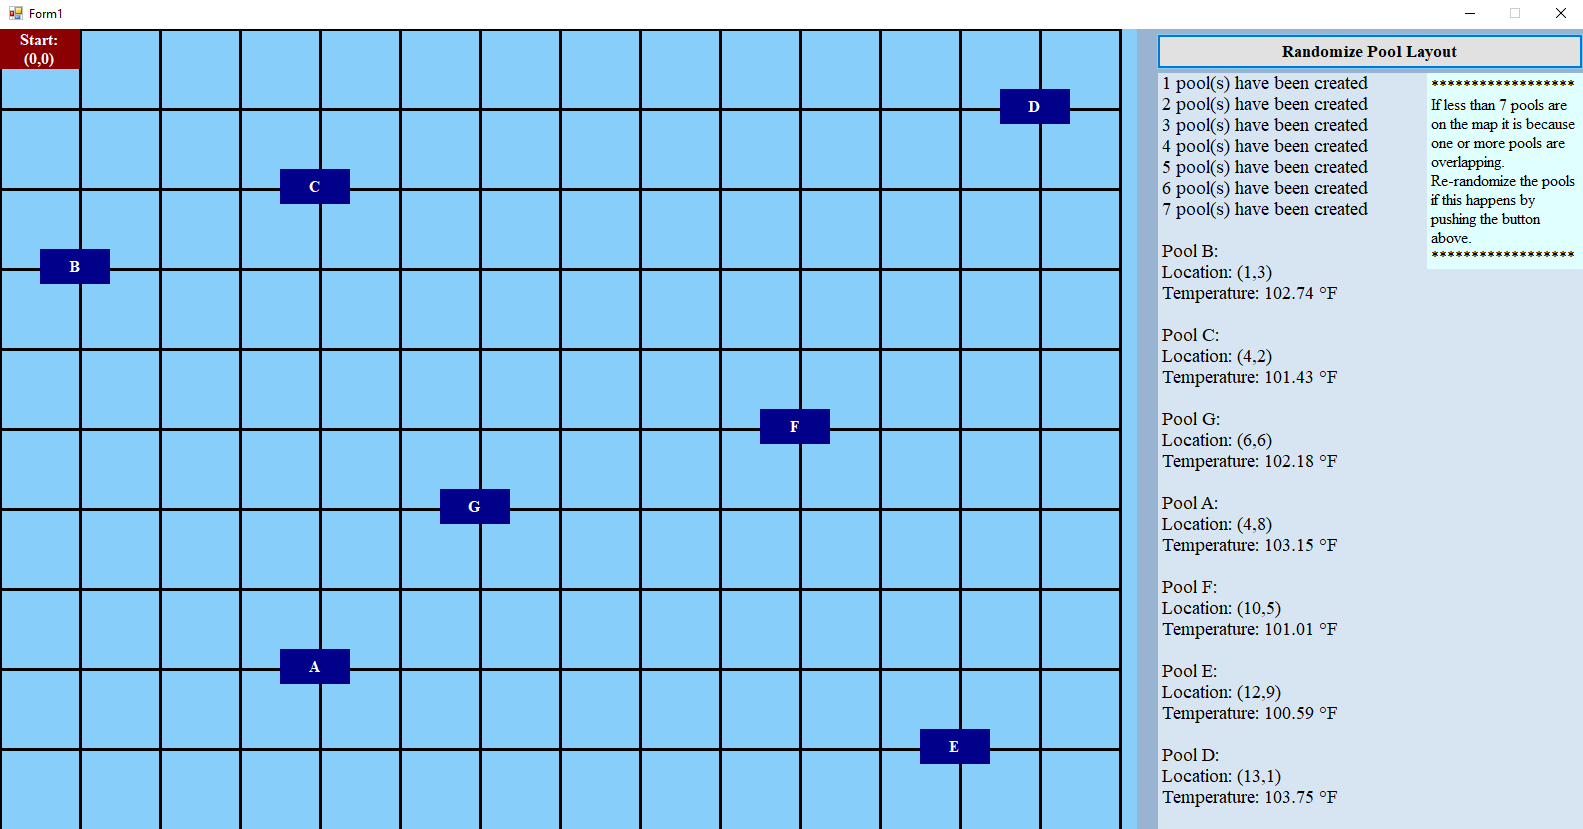 Form1
Start:
(0,0)
D
C
B
F
G
A
E
Randomize Pool Layout
1 pool(s) have been created
2 pool(s) have been created
3 pool(s) have been created
4 pool(s) have been created
5 pool(s) have been created
6 pool(s) have been created
7 pool(s) have been created
Pool B:
Location: (1,3)
Temperature: 102.74 °F
Pool C:
Location: (4,2)
Temperature: 101.43 °F
Pool G:
Location: (6,6)
Temperature: 102.18 °F
Pool A:
Location: (4,8)
Temperature: 103.15 °F
Pool F:
Location: (10,5)
Temperature: 101.01 °F
Pool E:
Location: (12,9)
Temperature: 100.59 °F
Pool D:
Location: (13,1)
Temperature: 103.75 °F
******************
If less than 7 pools are
on the map it is because
one or more pools are
overlapping.
Re-randomize the pools
if this happens by
pushing the button
above.
******************